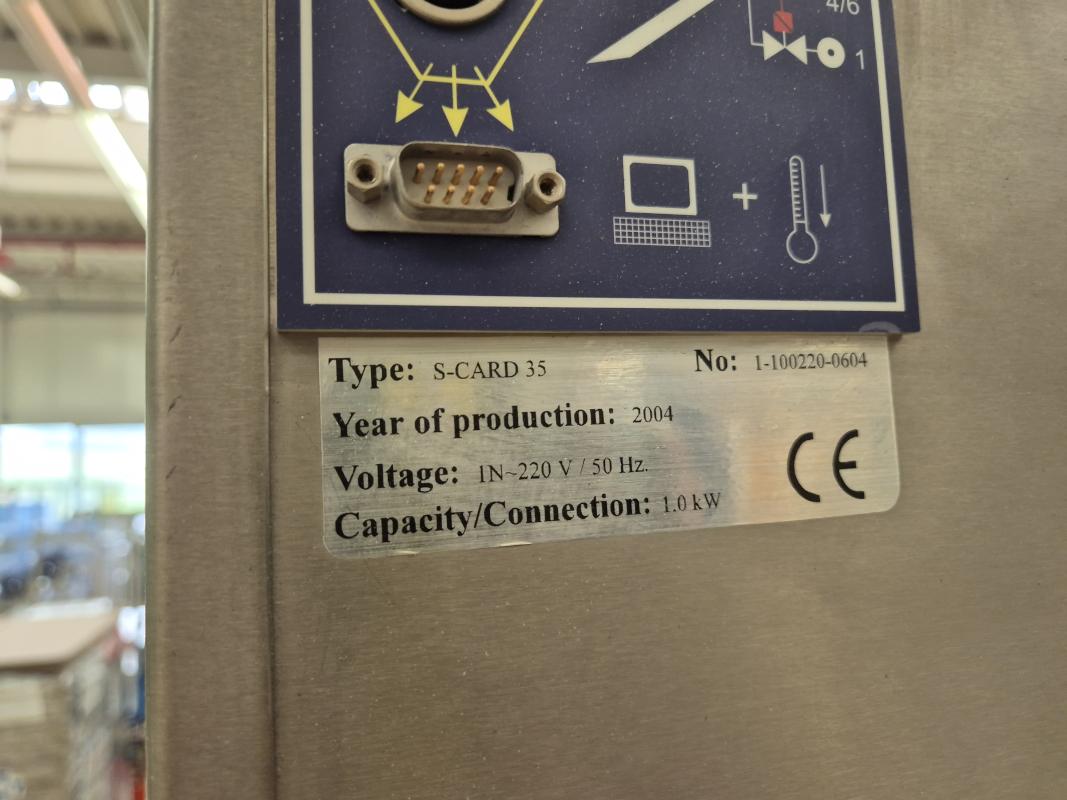 4/6
1
Type: S-CARD 35 No: 1-100220-0604
Year of production: 2004
Voltage: 1N~220 V / 50 Hz.
Capacity/Connection: 1.0 kW
CE